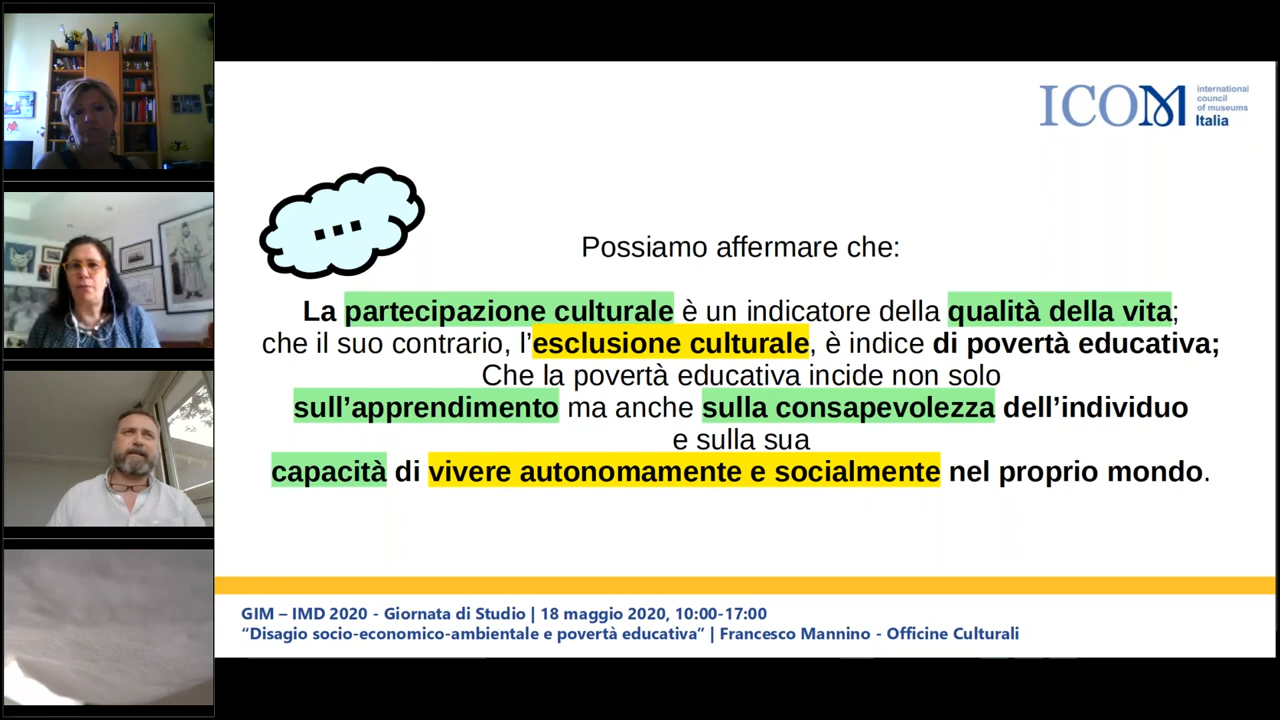 ICOM
international
council
of museums
Italia
...
Possiamo affermare che:
La partecipazione culturale è un indicatore della qualità della vita;
che il suo contrario, l’esclusione culturale, è indice di povertà educativa;
Che la povertà educativa incide non solo
sull’apprendimento ma anche sulla consapevolezza dell’individuo
e sulla sua
capacità di vivere autonomamente e socialmente nel proprio mondo.
GIM – IMD 2020 - Giornata di Studio | 18 maggio 2020, 10:00-17:00
“Disagio socio-economico-ambientale e povertà educativa” | Francesco Mannino - Officine Culturali